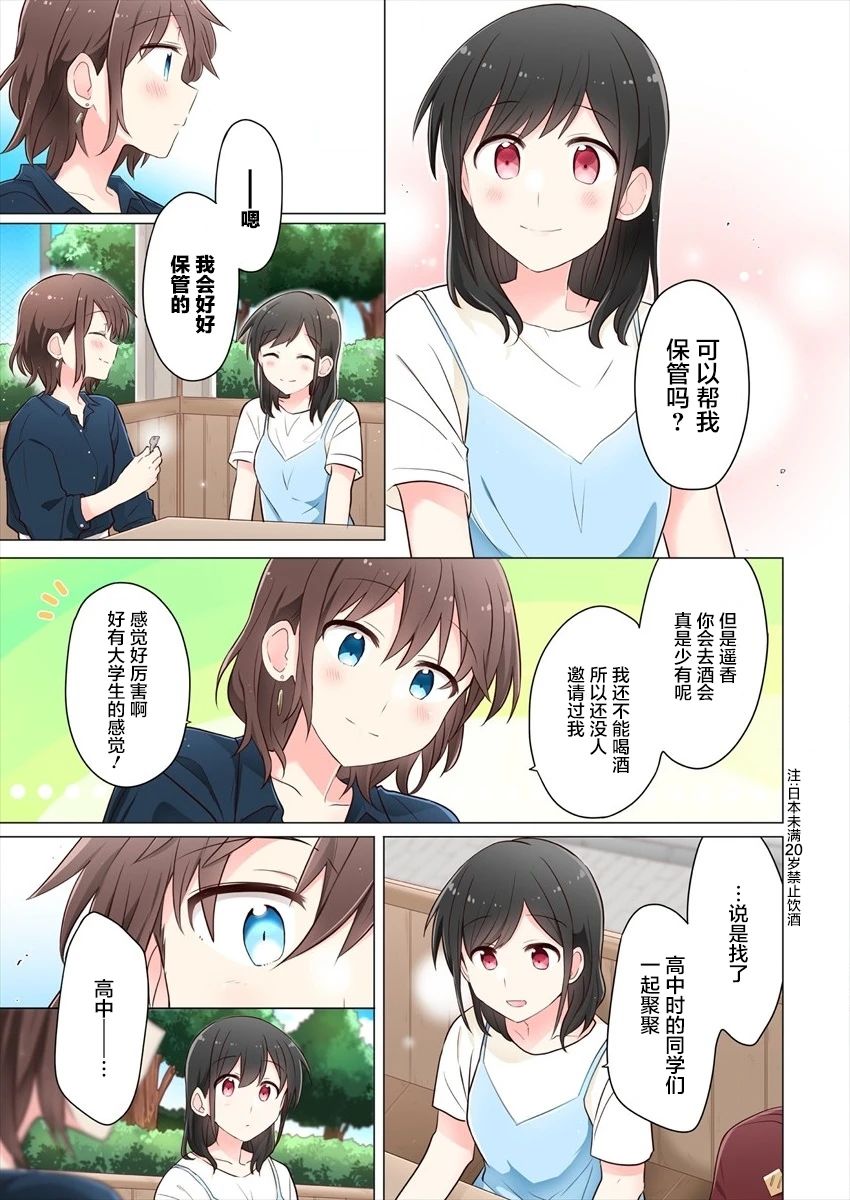 可以帮我
保管吗?
——嗯
我会好好
保管的
但是遥香
你会去酒会
真是少有呢
我还不能喝酒
所以还没人
邀请过我
感觉好厉害啊
好有大学生的感觉!
注:日本未满20岁禁止饮酒
…说是找了
高中时的同学们
一起聚聚
高中——…